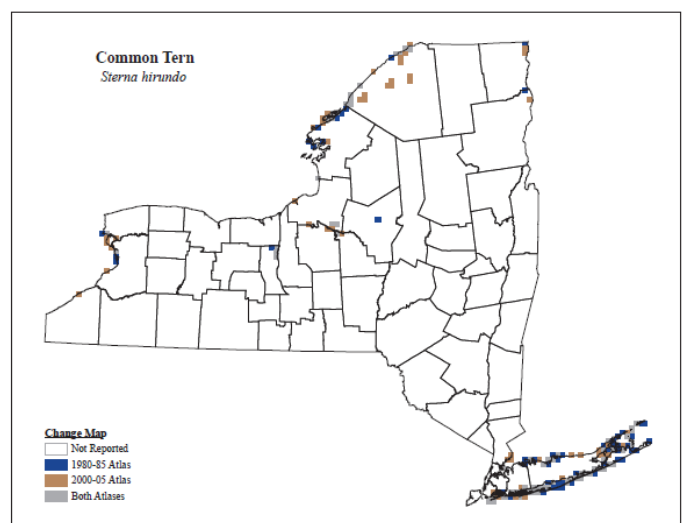 Common Tern
Sterna hirundo
Change Map
Not Reported
1980-85 Atlas
2000-05 Atlas
Both Atlases